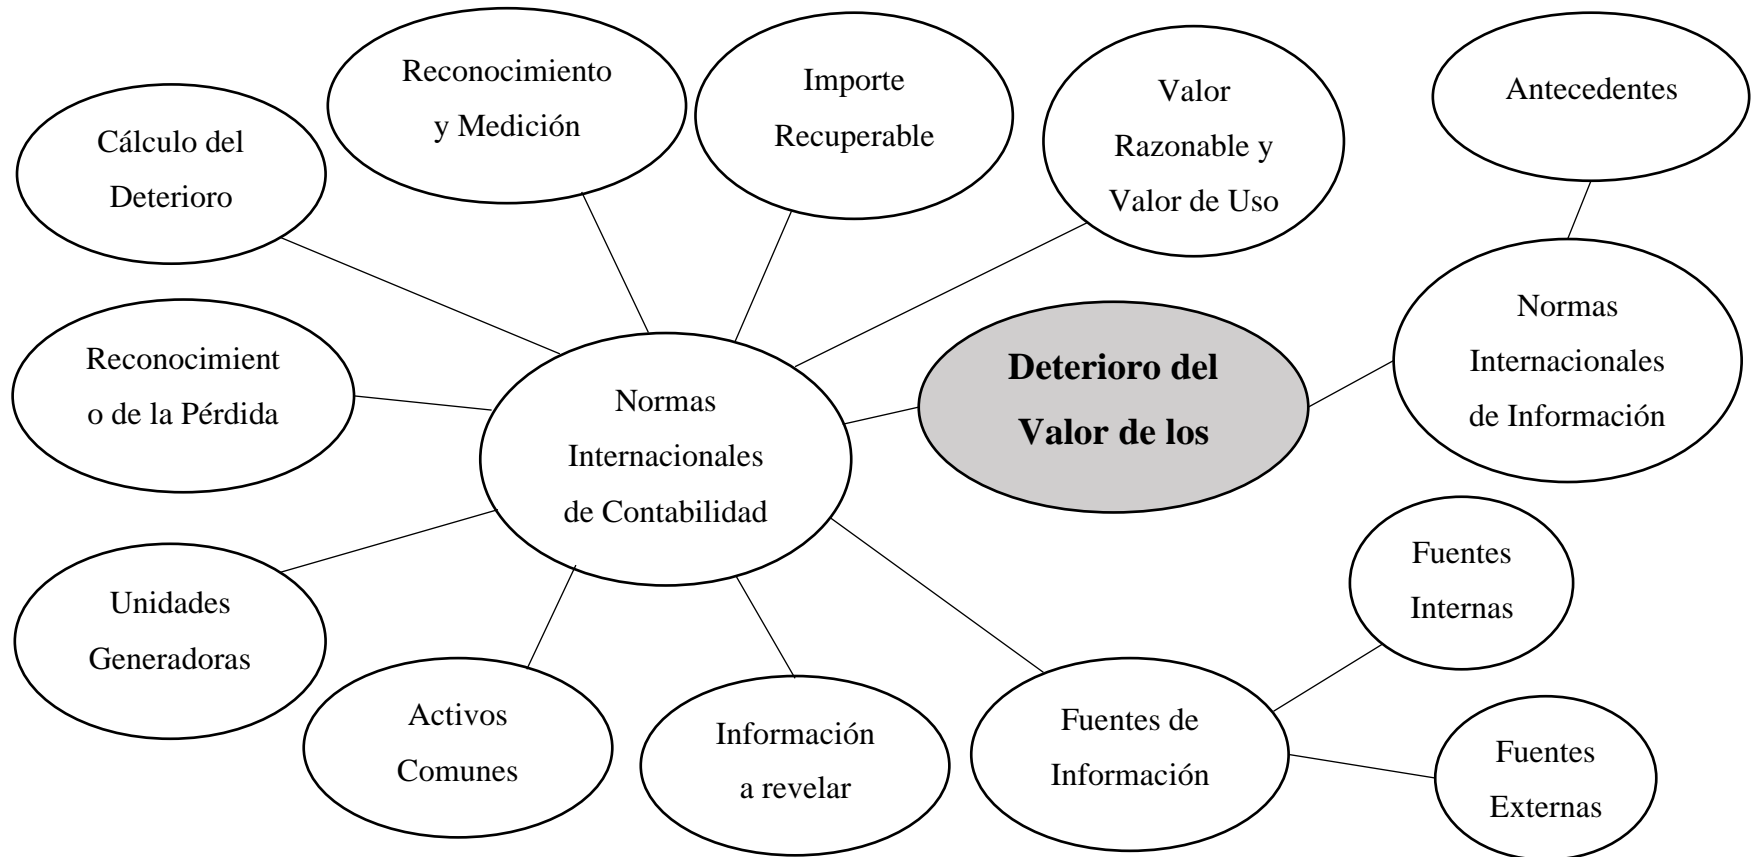 Reconocimiento
y Medición
Importe
Recuperable
Valor
Razonable y
Valor de Uso
Antecedentes
Cálculo del
Deterioro
Reconocimient
o de la Pérdida
Normas
Internacionales
de Contabilidad
Deterioro del
Valor de los
Normas
Internacionales
de Información
Unidades
Generadoras
Activos
Comunes
Información
a revelar
Fuentes de
Información
Fuentes
Internas
Fuentes
Externas